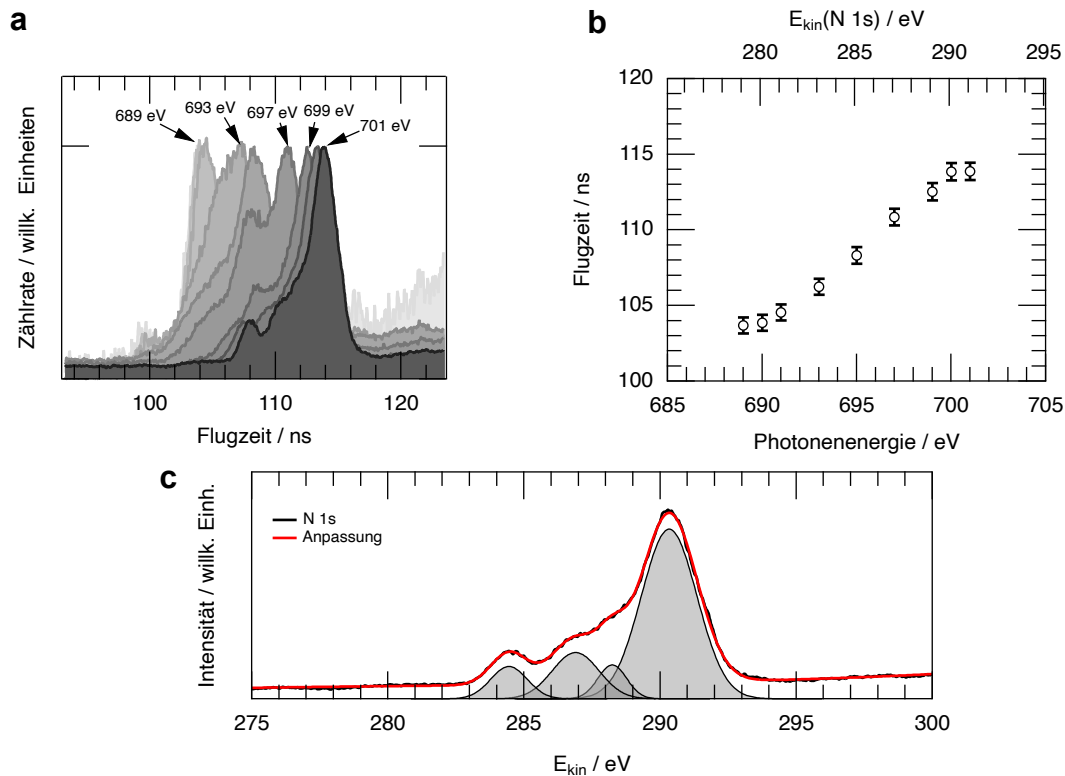 a
689 eV
693 eV
697 eV
699 eV
701 eV
Zählrate / willk. Einheiten
100
110
120
Flugzeit / ns
b
E_kin(N 1s) / eV
280
285
290
295
120
115
110
105
100
Flugzeit / ns
685
690
695
700
705
Photonenenergie / eV
c
Intensität / willk. Einh.
N 1s
Anpassung
275
280
285
290
295
300
E_kin / eV